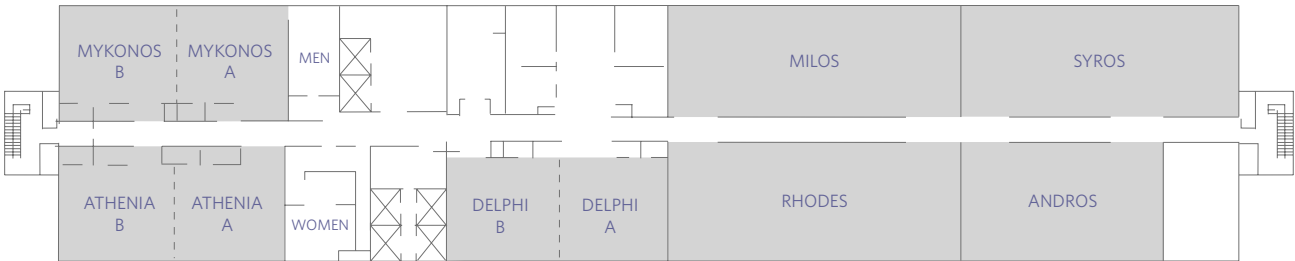 MYKONOS
B
MYKONOS
A
MEN
MILOS
SYROS
ATHENIA
B
ATHENIA
A
WOMEN
DELPHI
B
DELPHI
A
RHODES
ANDROS